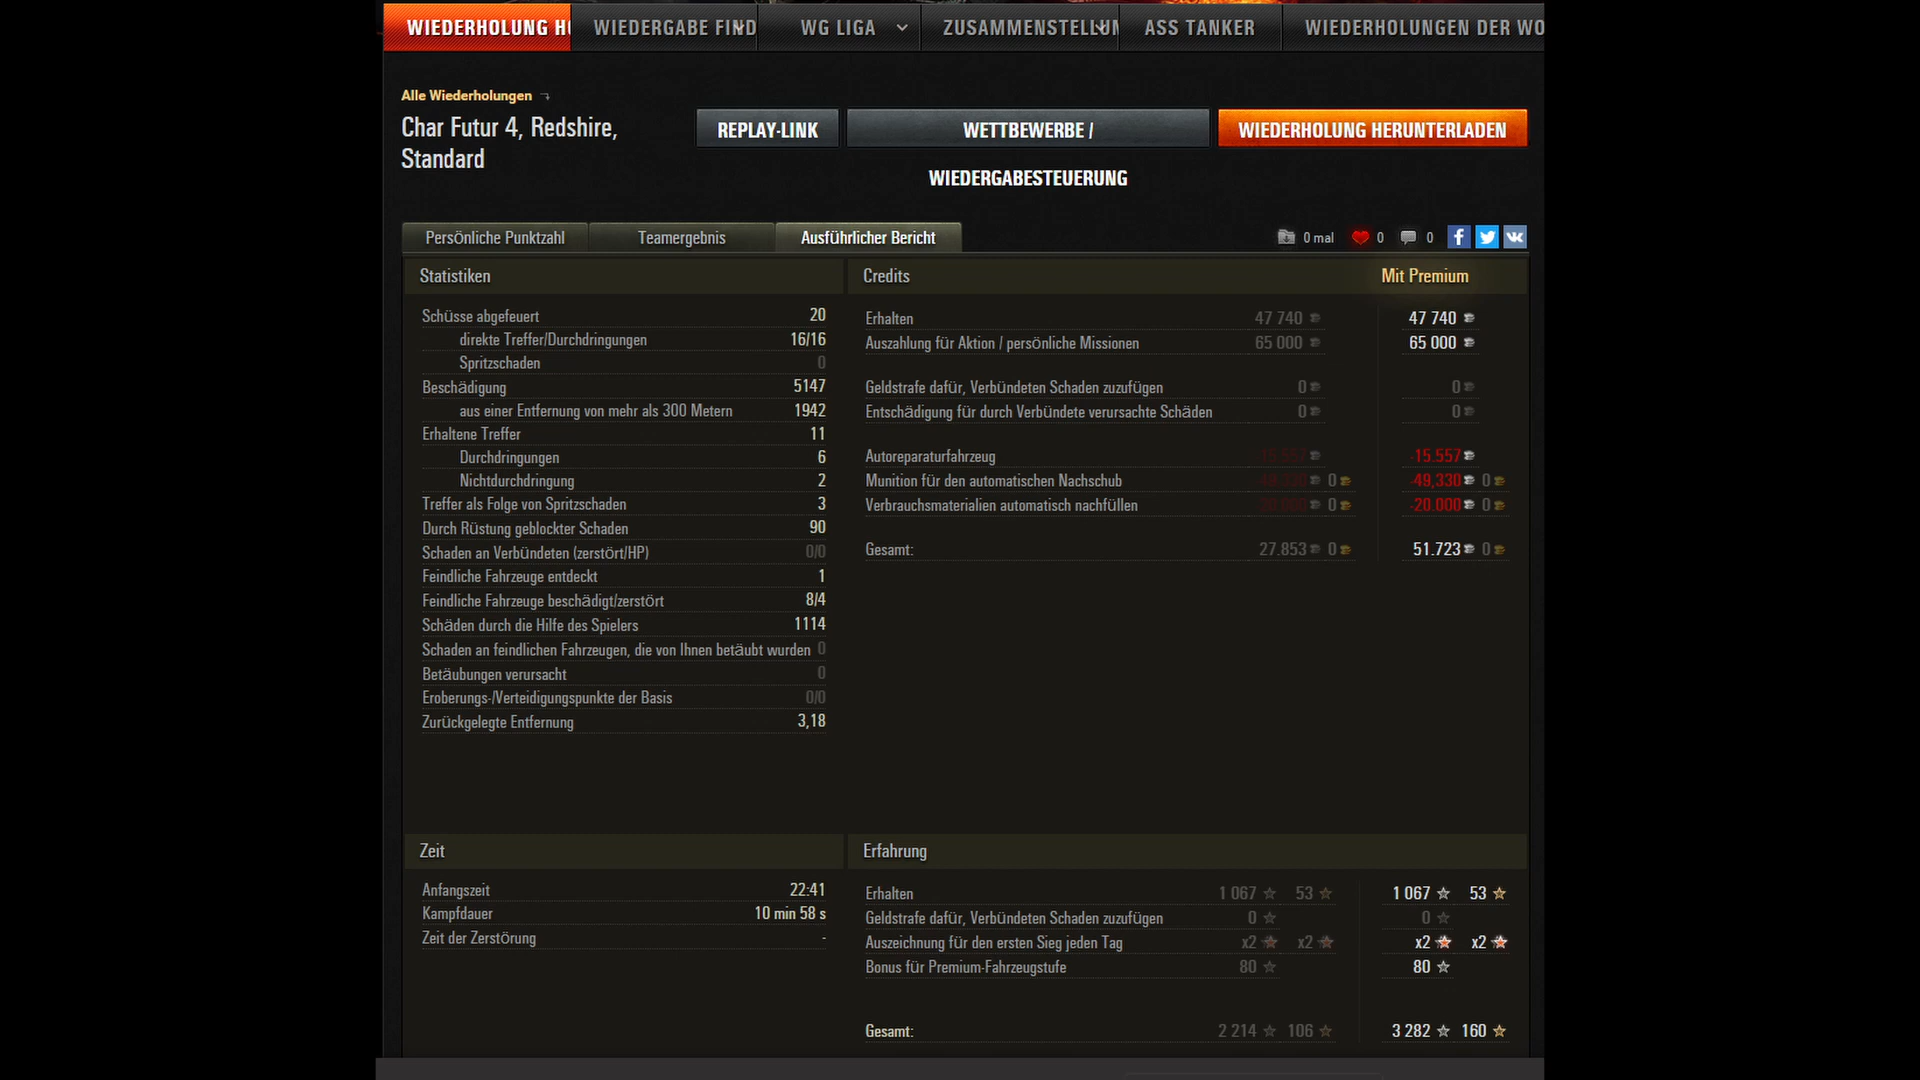 WIEDERHOLUNG HO
WIEDERGABE FIND
WG LIGA
ZUSAMMENSTELLUN
ASS TANKER
WIEDERHOLUNGEN DER WO
Alle Wiederholungen
Char Futur 4, Redshire,
Standard
REPLAY-LINK
WETTBEWERBE /
WIEDERGABESTEUERUNG
WIEDERHOLUNG HERUNTERLADEN
Persönliche Punktzahl
Teamergebnis
Ausführlicher Bericht
0 mal
0
0
Statistiken
Schüsse abgefeuert 20
direkte Treffer/Durchdringungen 16/16
Spritzschaden 0
Beschädigung 5147
aus einer Entfernung von mehr als 300 Metern 1942
Erhaltene Treffer 11
Durchdringungen 6
Nichtdurchdringung 2
Treffer als Folge von Spritzschaden 3
Durch Rüstung geblockter Schaden 90
Schaden an Verbündeten (zerstört/HP) 0/0
Feindliche Fahrzeuge entdeckt 1
Feindliche Fahrzeuge beschädigt/zerstört 8/4
Schäden durch die Hilfe des Spielers 1114
Schaden an feindlichen Fahrzeugen, die von Ihnen betäubt wurden 0
Betäubungen verursacht 0
Eroberungs-/Verteidigungspunkte der Basis 0/0
Zurückgelegte Entfernung 3,18
Credits Mit Premium
Erhalten 47 740 47 740
Auszahlung für Aktion / persönliche Missionen 65 000 65 000
Geldstrafe dafür, Verbündeten Schaden zuzufügen 0 0
Entschädigung für durch Verbündete verursachte Schäden 0 0
Autoreparaturfahrzeug -15.557 -15.557
Munition für den automatischen Nachschub -49,330 0 -49,330 0
Verbrauchsmaterialien automatisch nachfüllen -20.000 0 -20.000 0
Gesamt: 27.853 0 51.723 0
Zeit
Anfangszeit 22:41
Kampfdauer 10 min 58 s
Zeit der Zerstörung -
Erfahrung
Erhalten 1 067 53 1 067 53
Geldstrafe dafür, Verbündeten Schaden zuzufügen 0 0
Auszeichnung für den ersten Sieg jeden Tag x2 x2 x2 x2
Bonus für Premium-Fahrzeugstufe 80 80
Gesamt: 2 214 106 3 282 160